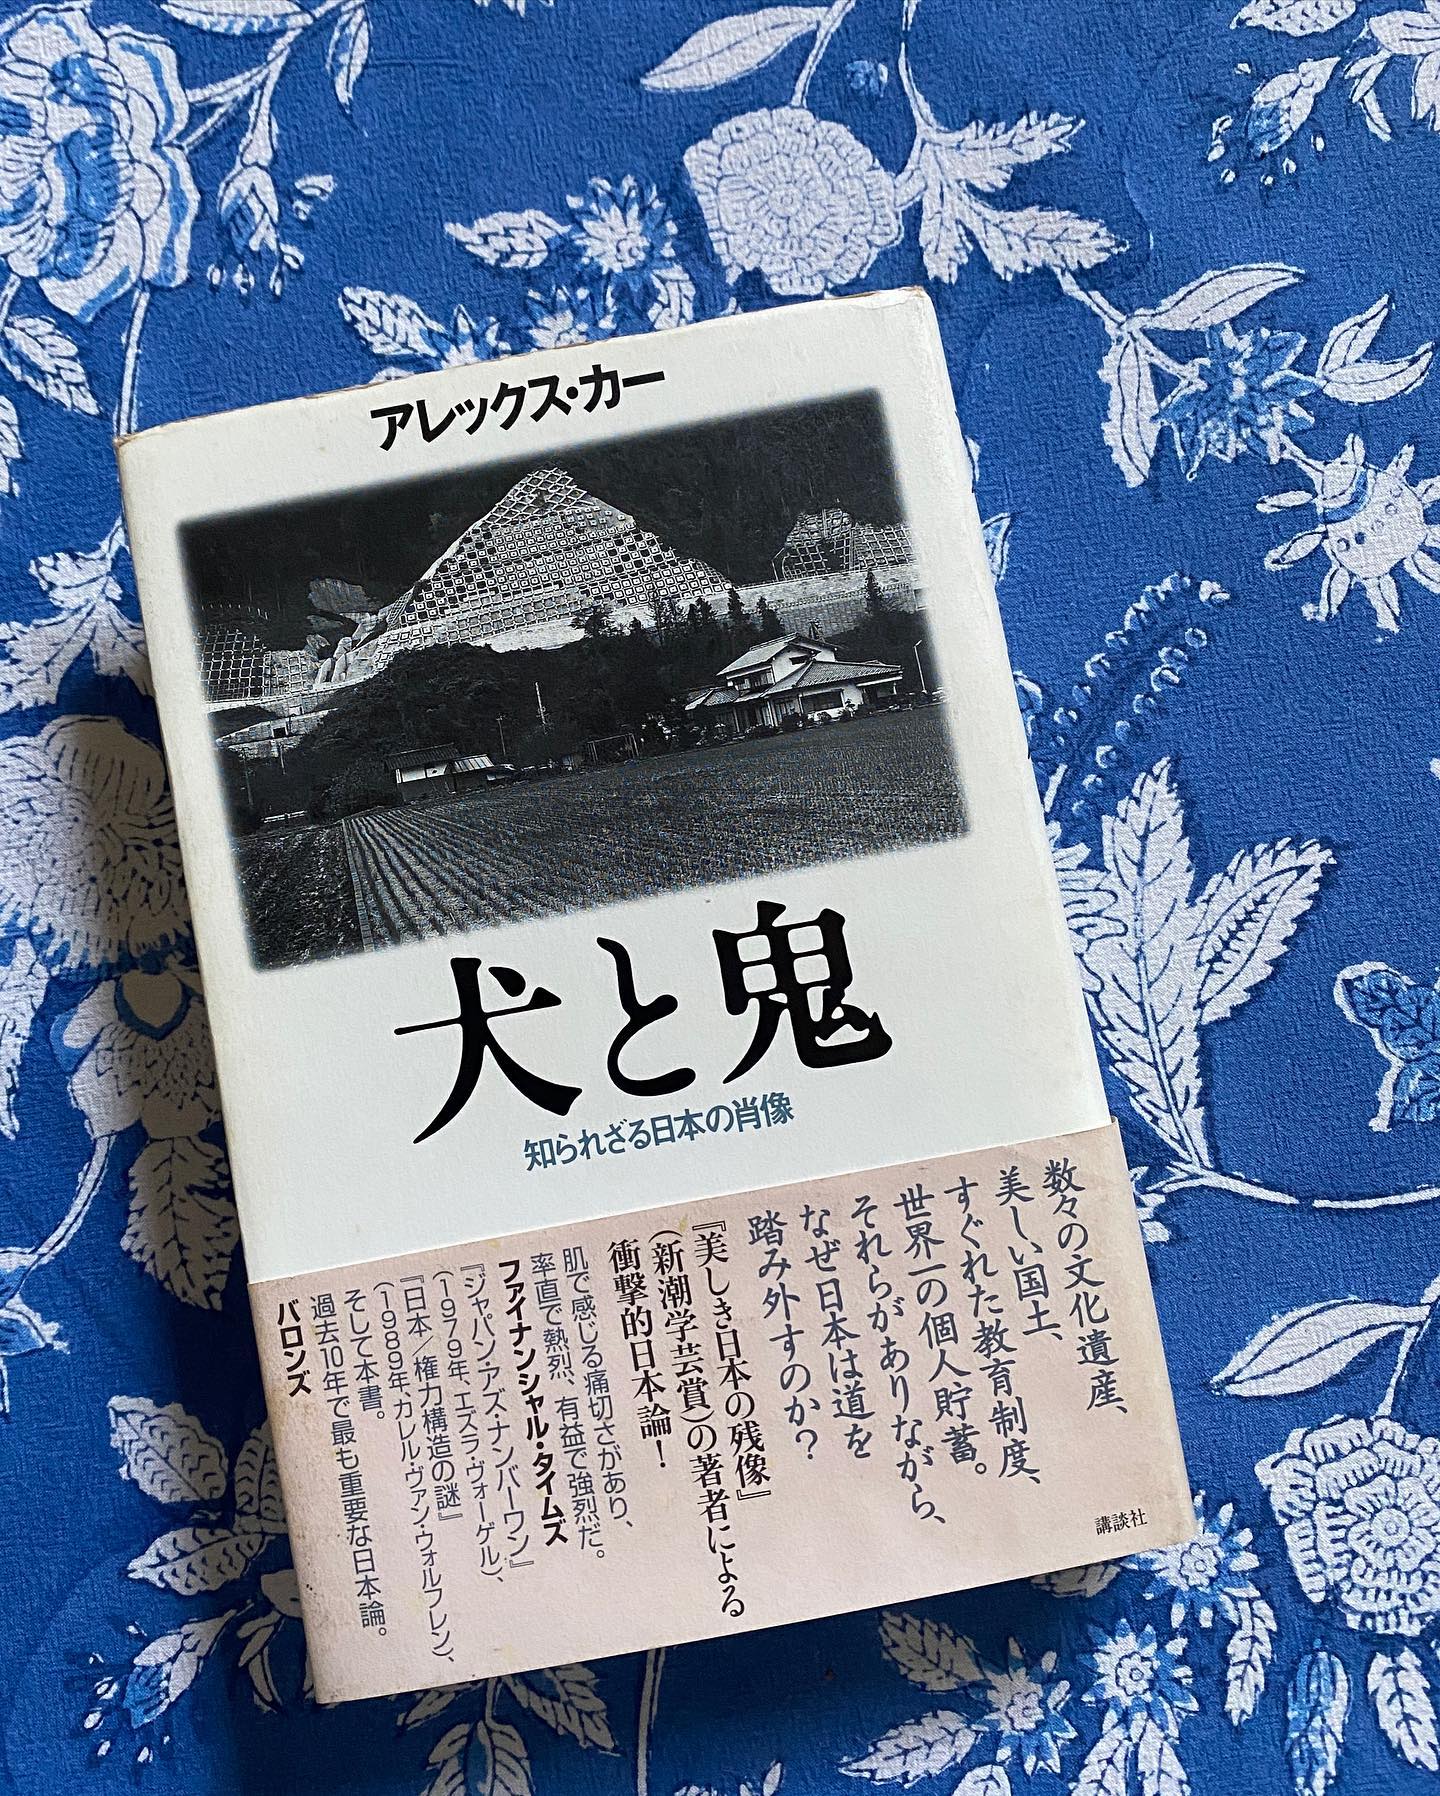 アレックス・カー
犬と鬼
知られざる日本の肖像
数々の文化遺産、
美しい国土、
すぐれた教育制度、
世界一の個人貯蓄。
それらがありながら、
なぜ日本は道を
踏み外すのか？
『美しき日本の残像』
（新潮学芸賞）の著者による
衝撃的日本論！
肌で感じる痛切さがあり、
率直で熱烈、有益で強烈だ。
ファイナンシャル・タイムズ
『ジャパン・アズ・ナンバーワン』
（1979年、エズラ・ヴォーゲル）、
『日本／権力構造の謎』
（1989年、カレル・ヴァン・ウォルフレン）、
そして本書。
過去10年で最も重要な日本論。
バロンズ
講談社